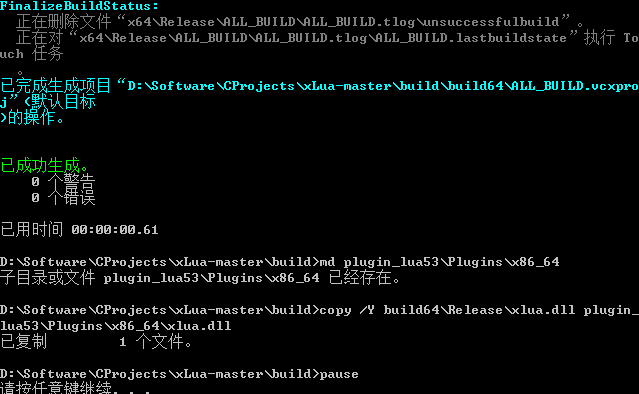 FinalizeBuildStatus:
正在删除文件“x64\Release\ALL_BUILD\ALL_BUILD.tlog\unsuccessfulbuild”。
正在对“x64\Release\ALL_BUILD\ALL_BUILD.tlog\ALL_BUILD.lastbuildstate”执行 To
uch 任务
。
已完成生成项目“D:\Software\CProjects\xLua-master\build\build64\ALL_BUILD.vcxpro
j”(默认目标
)的操作。
已成功生成。
0 个警告
0 个错误
已用时间 00:00:00.61
D:\Software\CProjects\xLua-master\build>md plugin_lua53\Plugins\x86_64
子目录或文件 plugin_lua53\Plugins\x86_64 已经存在。
D:\Software\CProjects\xLua-master\build>copy /Y build64\Release\xlua.dll plugin_
lua53\Plugins\x86_64\xlua.dll
已复制         1 个文件。
D:\Software\CProjects\xLua-master\build>pause
请按任意键继续. . .